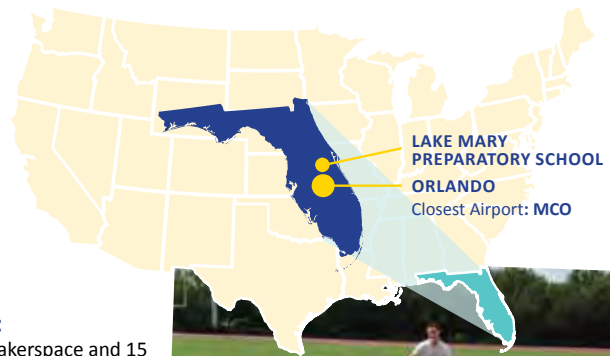 LAKE MARY
PREPARATORY SCHOOL
ORLANDO
Closest Airport: MCO
:
akerspace and 15